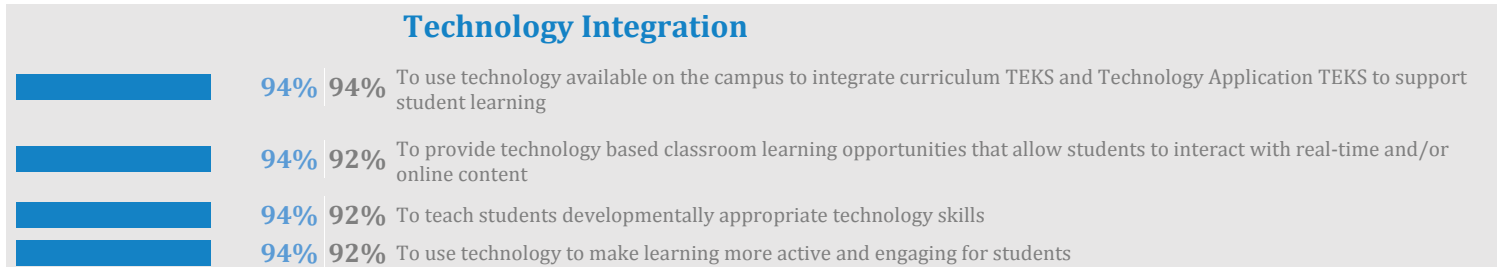 Technology Integration
94% 94% To use technology available on the campus to integrate curriculum TEKS and Technology Application TEKS to support
student learning
94% 92% To provide technology based classroom learning opportunities that allow students to interact with real-time and/or
online content
94% 92% To teach students developmentally appropriate technology skills
94% 92% To use technology to make learning more active and engaging for students